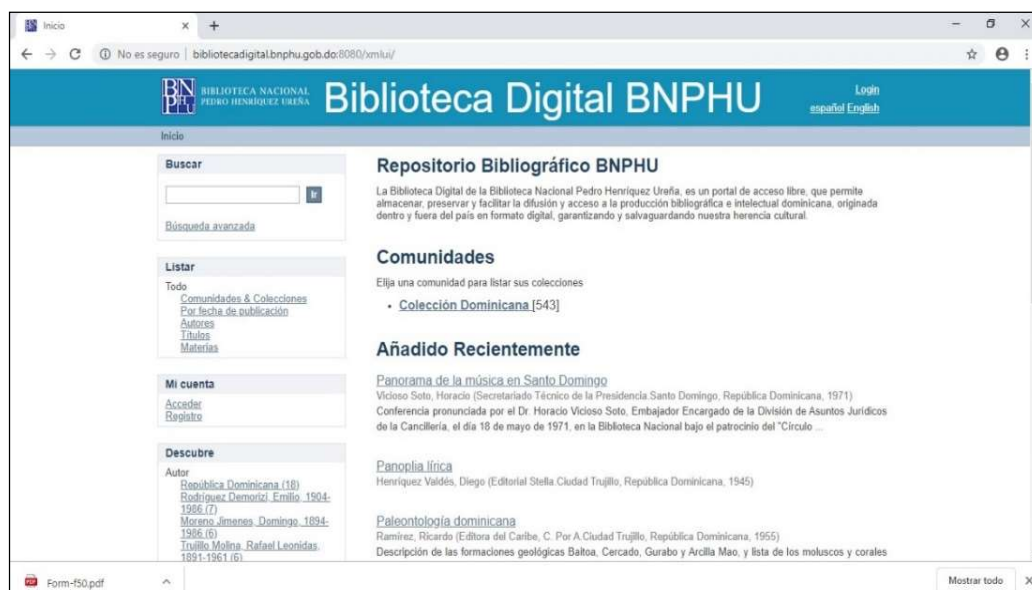 Inicio
No es seguro
bibliotecadigital.bnphu.gob.do:8080/xmlui/
BNPHU
BIBLIOTECA NACIONAL
PEDRO HENRÍQUEZ UREÑA
Biblioteca Digital BNPHU
Login
español English
Inicio
Buscar
Ir
Búsqueda avanzada
Listar
Todo
Comunidades & Colecciones
Por fecha de publicación
Autores
Títulos
Materias
Mi cuenta
Acceder
Registro
Descubre
Autor
República Dominicana (18)
Rodríguez Demorizi, Emilio, 1904-
1986 (7)
Moreno Jimenes, Domingo, 1894-
1986 (6)
Trujillo Molina, Rafael Leonidas,
1891-1961 (6)
Repositorio Bibliográfico BNPHU
La Biblioteca Digital de la Biblioteca Nacional Pedro Henríquez Ureña, es un portal de acceso libre, que permite
almacenar, preservar y facilitar la difusión y acceso a la producción bibliográfica e intelectual dominicana, originada
dentro y fuera del país en formato digital, garantizando y salvaguardando nuestra herencia cultural.
Comunidades
Elija una comunidad para listar sus colecciones
• Colección Dominicana [543]
Añadido Recientemente
Panorama de la música en Santo Domingo
Vicioso Soto, Horacio (Secretariado Técnico de la Presidencia Santo Domingo, República Dominicana, 1971)
Conferencia pronunciada por el Dr. Horacio Vicioso Soto, Embajador Encargado de la División de Asuntos Jurídicos
de la Cancillería, el día 18 de mayo de 1971, en la Biblioteca Nacional bajo el patrocinio del "Círculo ...
Panoplia lírica
Henríquez Valdés, Diego (Editorial Stella.Ciudad Trujillo, República Dominicana, 1945)
Paleontología dominicana
Ramírez, Ricardo (Editora del Caribe, C. Por A.Ciudad Trujillo, República Dominicana, 1955)
Descripción de las formaciones geológicas Baitoa, Cercado, Gurabo y Arcilla Mao, y lista de los moluscos y corales
PDF
Form-f50.pdf
Mostrar todo